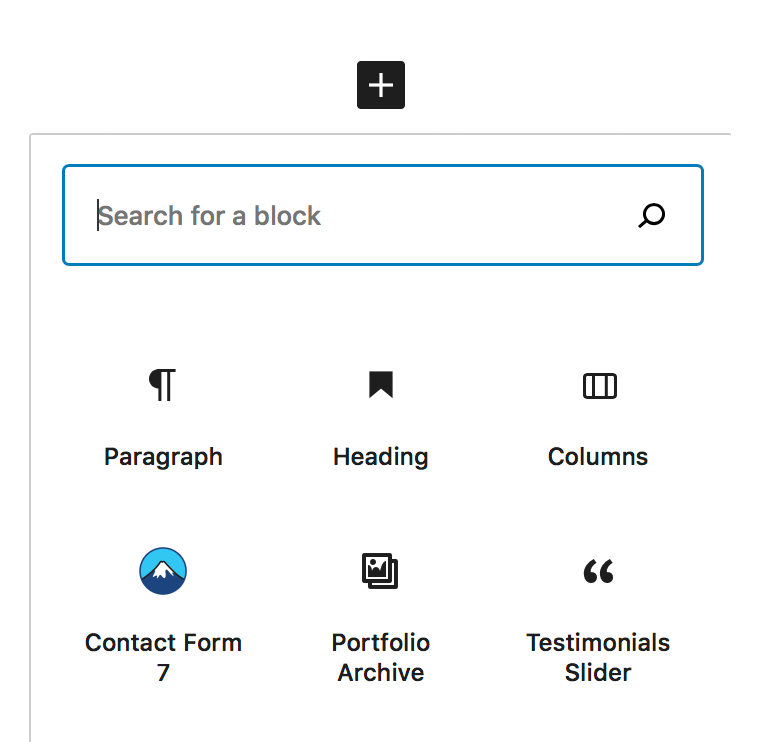 Search for a block
Paragraph
Heading
Columns
Contact Form
7
Portfolio
Archive
Testimonials
Slider